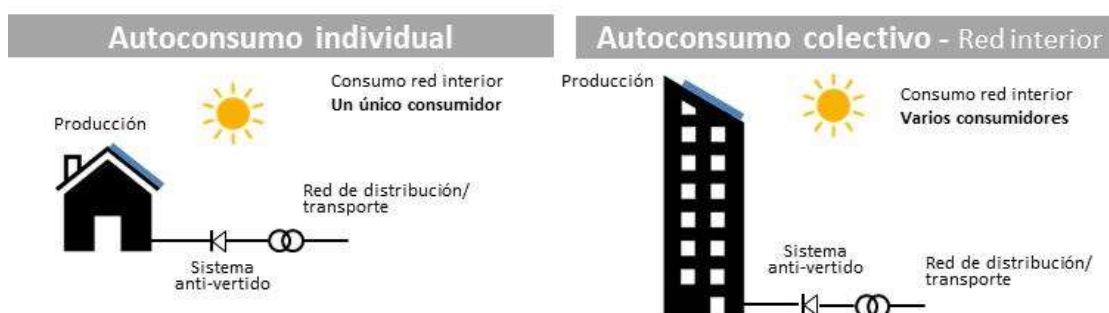 Autoconsumo individual
Consumo red interior
Un único consumidor
Producción
Red de distribución/
transporte
Sistema
anti-vertido
Autoconsumo colectivo - Red interior
Producción
Consumo red interior
Varios consumidores
Sistema
anti-vertido
Red de distribución/
transporte